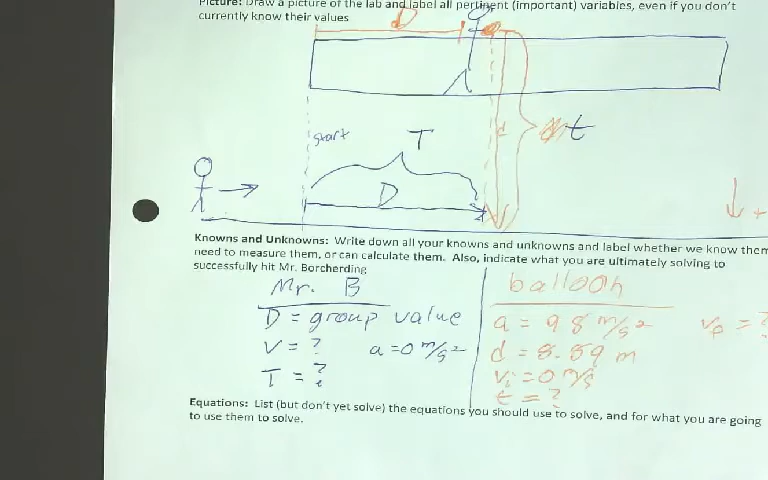 Picture: Draw a picture of the lab and label all pertinent (important) variables, even if you don't
currently know their values
D
start
T
d
t
D
+
Knowns and Unknowns: Write down all your knowns and unknowns and label whether we know them
need to measure them, or can calculate them. Also, indicate what you are ultimately solving to
successfully hit Mr. Borcherding
Mr. B
balloon
D = group value
a = 9.8 m/s²
V = ?
a = 0 m/s²
d = 8.59 m
T = ?
vᵢ = 0 m/s
t = ?
Equations: List (but don't yet solve) the equations you should use to solve, and for what you are going
to use them to solve.